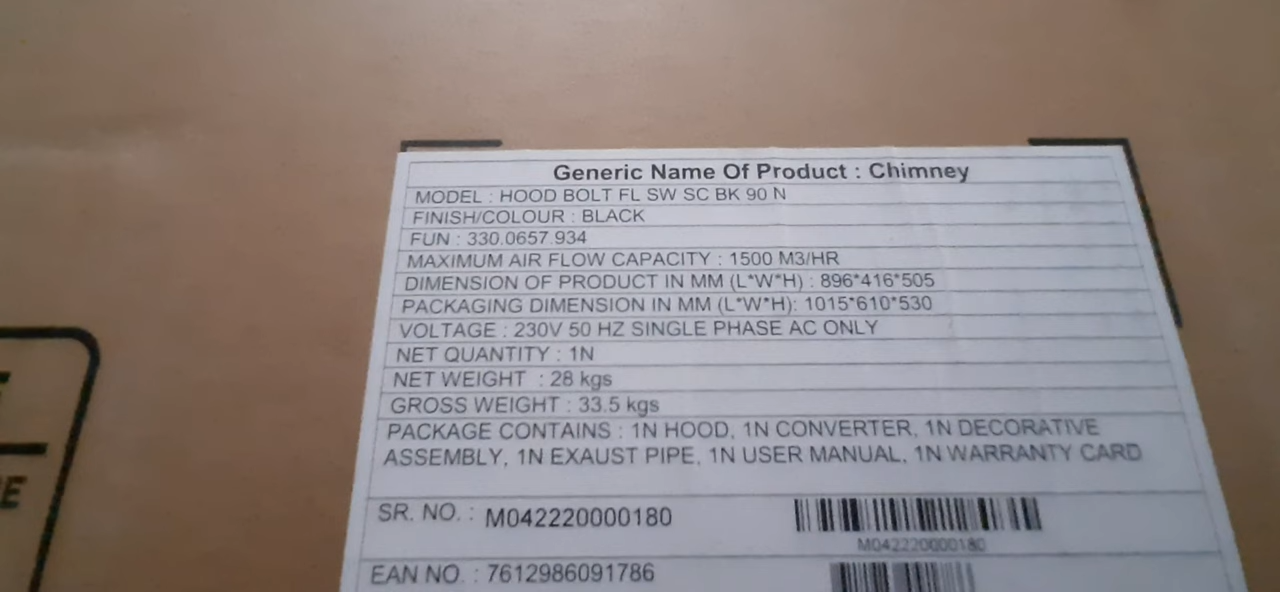 Generic Name Of Product : Chimney
MODEL : HOOD BOLT FL SW SC BK 90 N
FINISH/COLOUR : BLACK
FUN : 330.0657.934
MAXIMUM AIR FLOW CAPACITY : 1500 M3/HR
DIMENSION OF PRODUCT IN MM (L*W*H) : 896*416*505
PACKAGING DIMENSION IN MM (L*W*H): 1015*610*530
VOLTAGE : 230V 50 HZ SINGLE PHASE AC ONLY
NET QUANTITY : 1N
NET WEIGHT : 28 kgs
GROSS WEIGHT : 33.5 kgs
PACKAGE CONTAINS : 1N HOOD, 1N CONVERTER, 1N DECORATIVE
ASSEMBLY, 1N EXAUST PIPE, 1N USER MANUAL, 1N WARRANTY CARD
SR. NO. : M042220000180
M042220000180
EAN NO. : 7612986091786